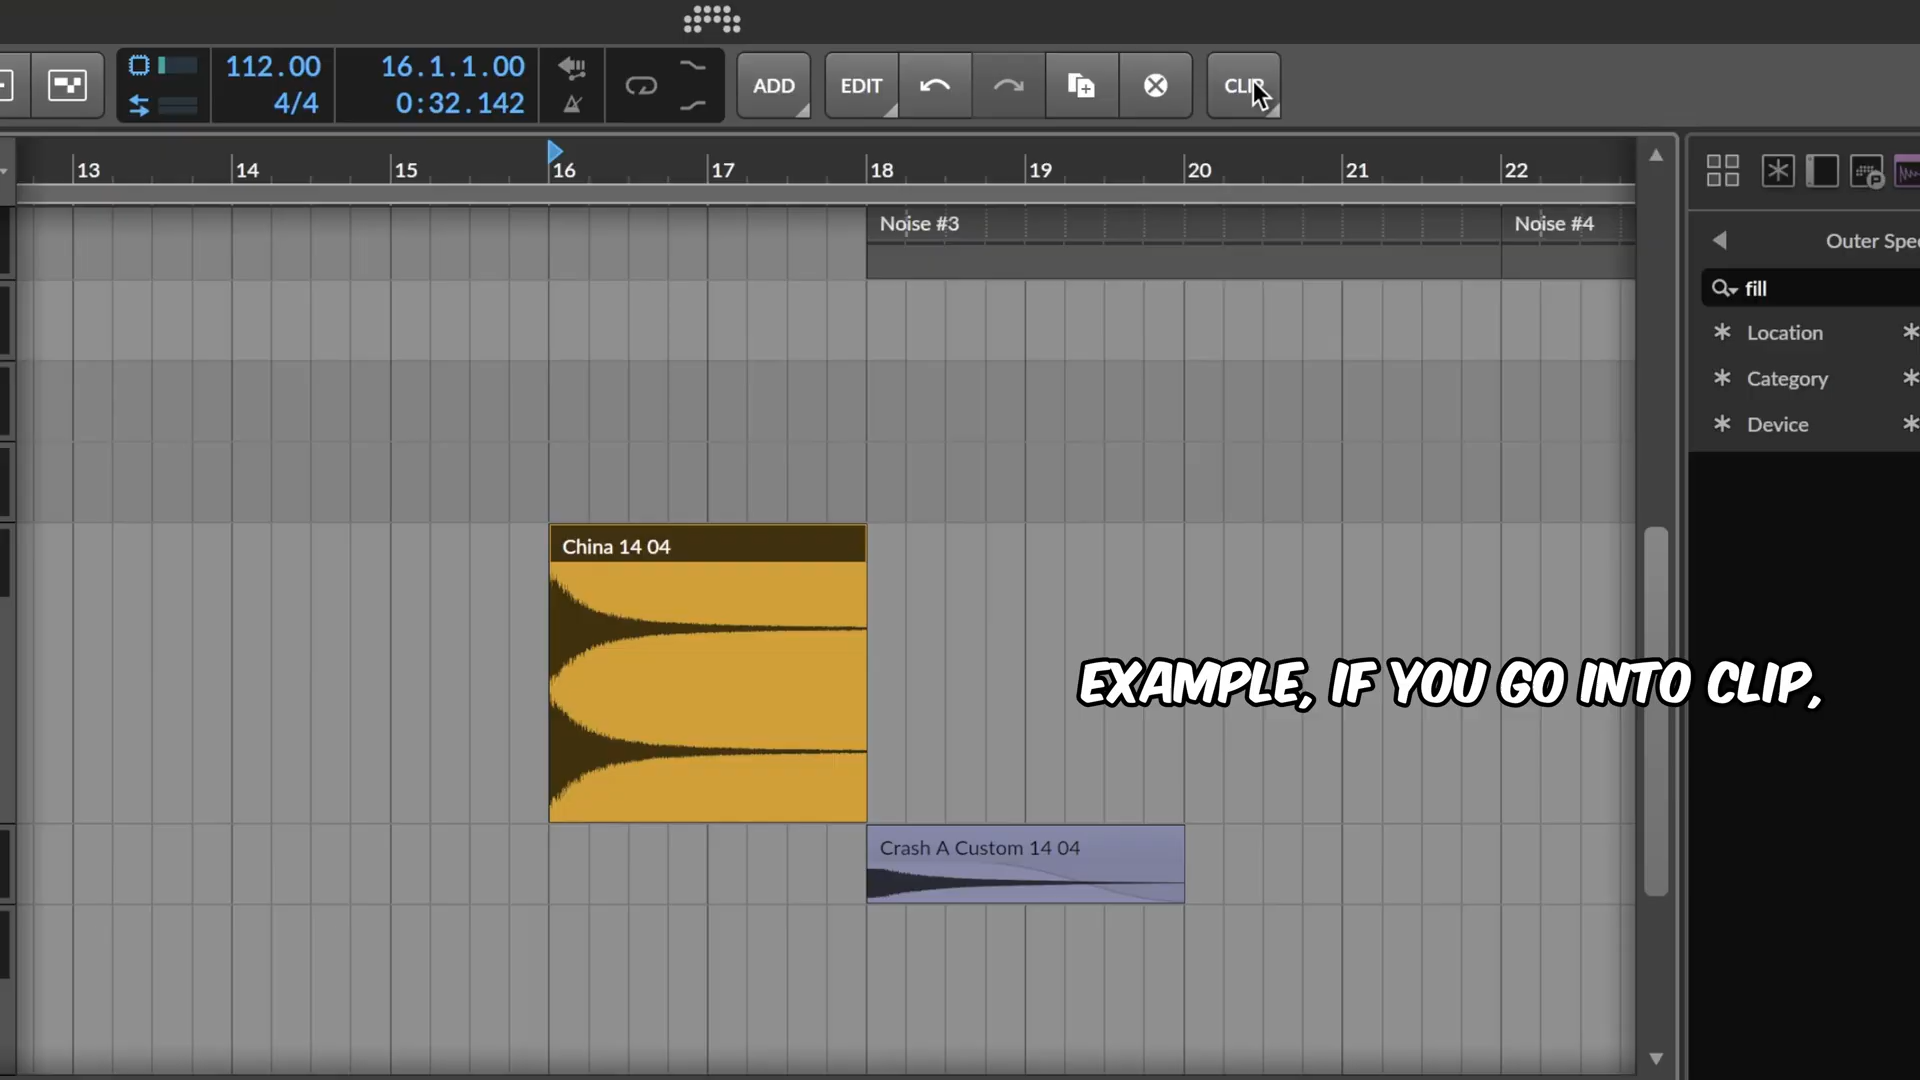 112.00
4/4
16.1.1.00
0:32.142
ADD
EDIT
CLIP
13
14
15
16
17
18
19
20
21
22
Noise #3
Noise #4
Outer Spe
fill
Location
Category
Device
China 14 04
EXAMPLE, IF YOU GO INTO CLIP,
Crash A Custom 14 04